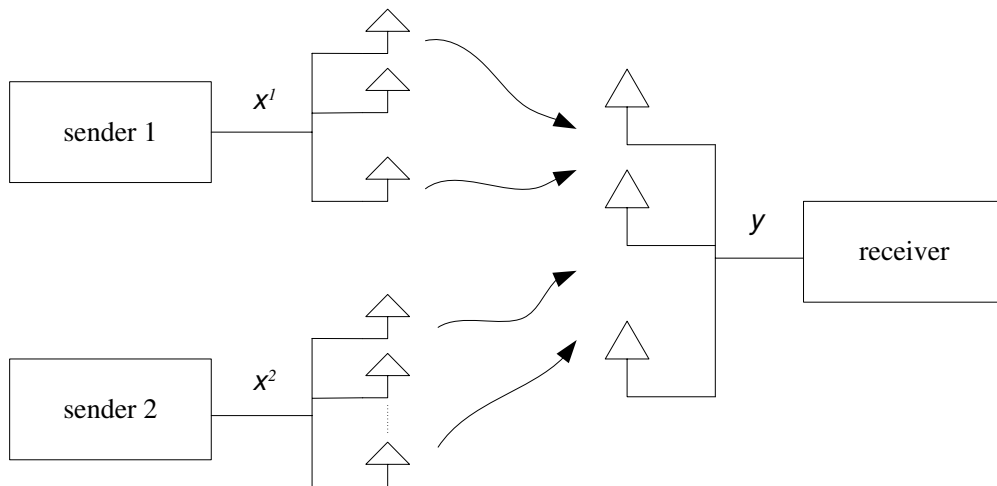 x¹
sender 1
y
receiver
x²
sender 2